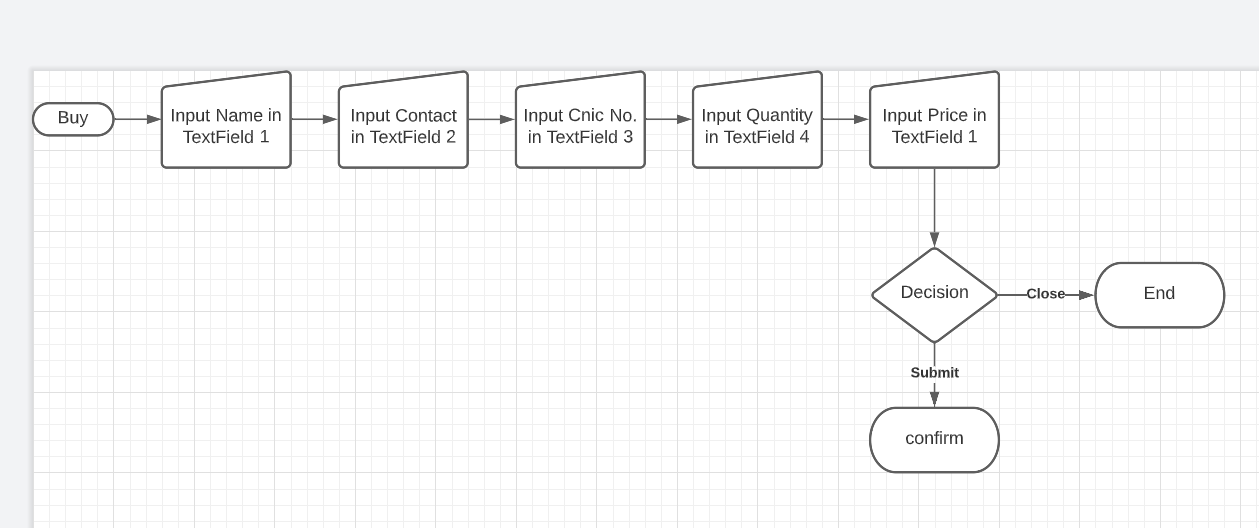 Buy
Input Name in
TextField 1
Input Contact
in TextField 2
Input Cnic No.
in TextField 3
Input Quantity
in TextField 4
Input Price in
TextField 1
Decision
Close
End
Submit
confirm